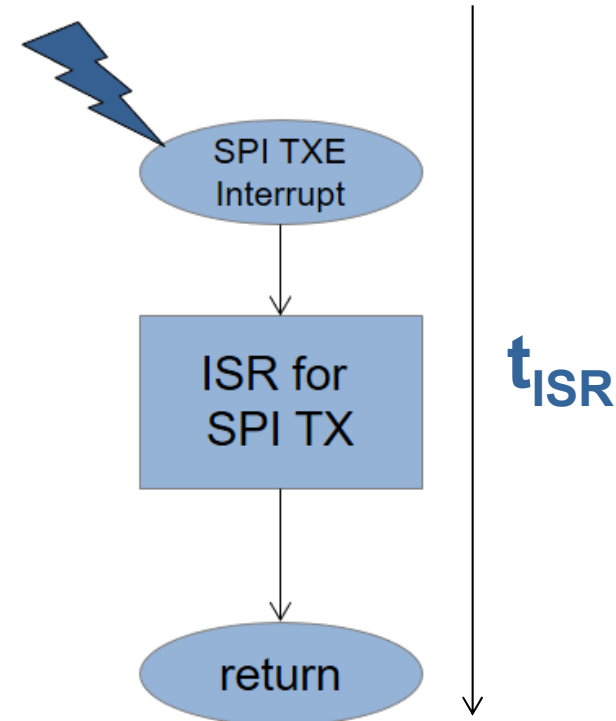 SPI TXE
Interrupt
ISR for
SPI TX
tISR
return